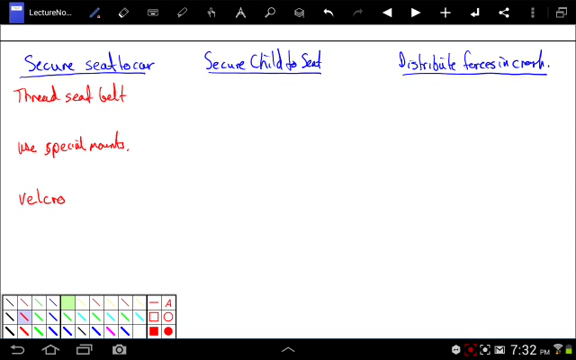 LectureNo...
Secure seat to car
Secure Child to Seat
Distribute forces in crash.
Thread seat belt
use special mounts.
velcro
A
7:32 PM